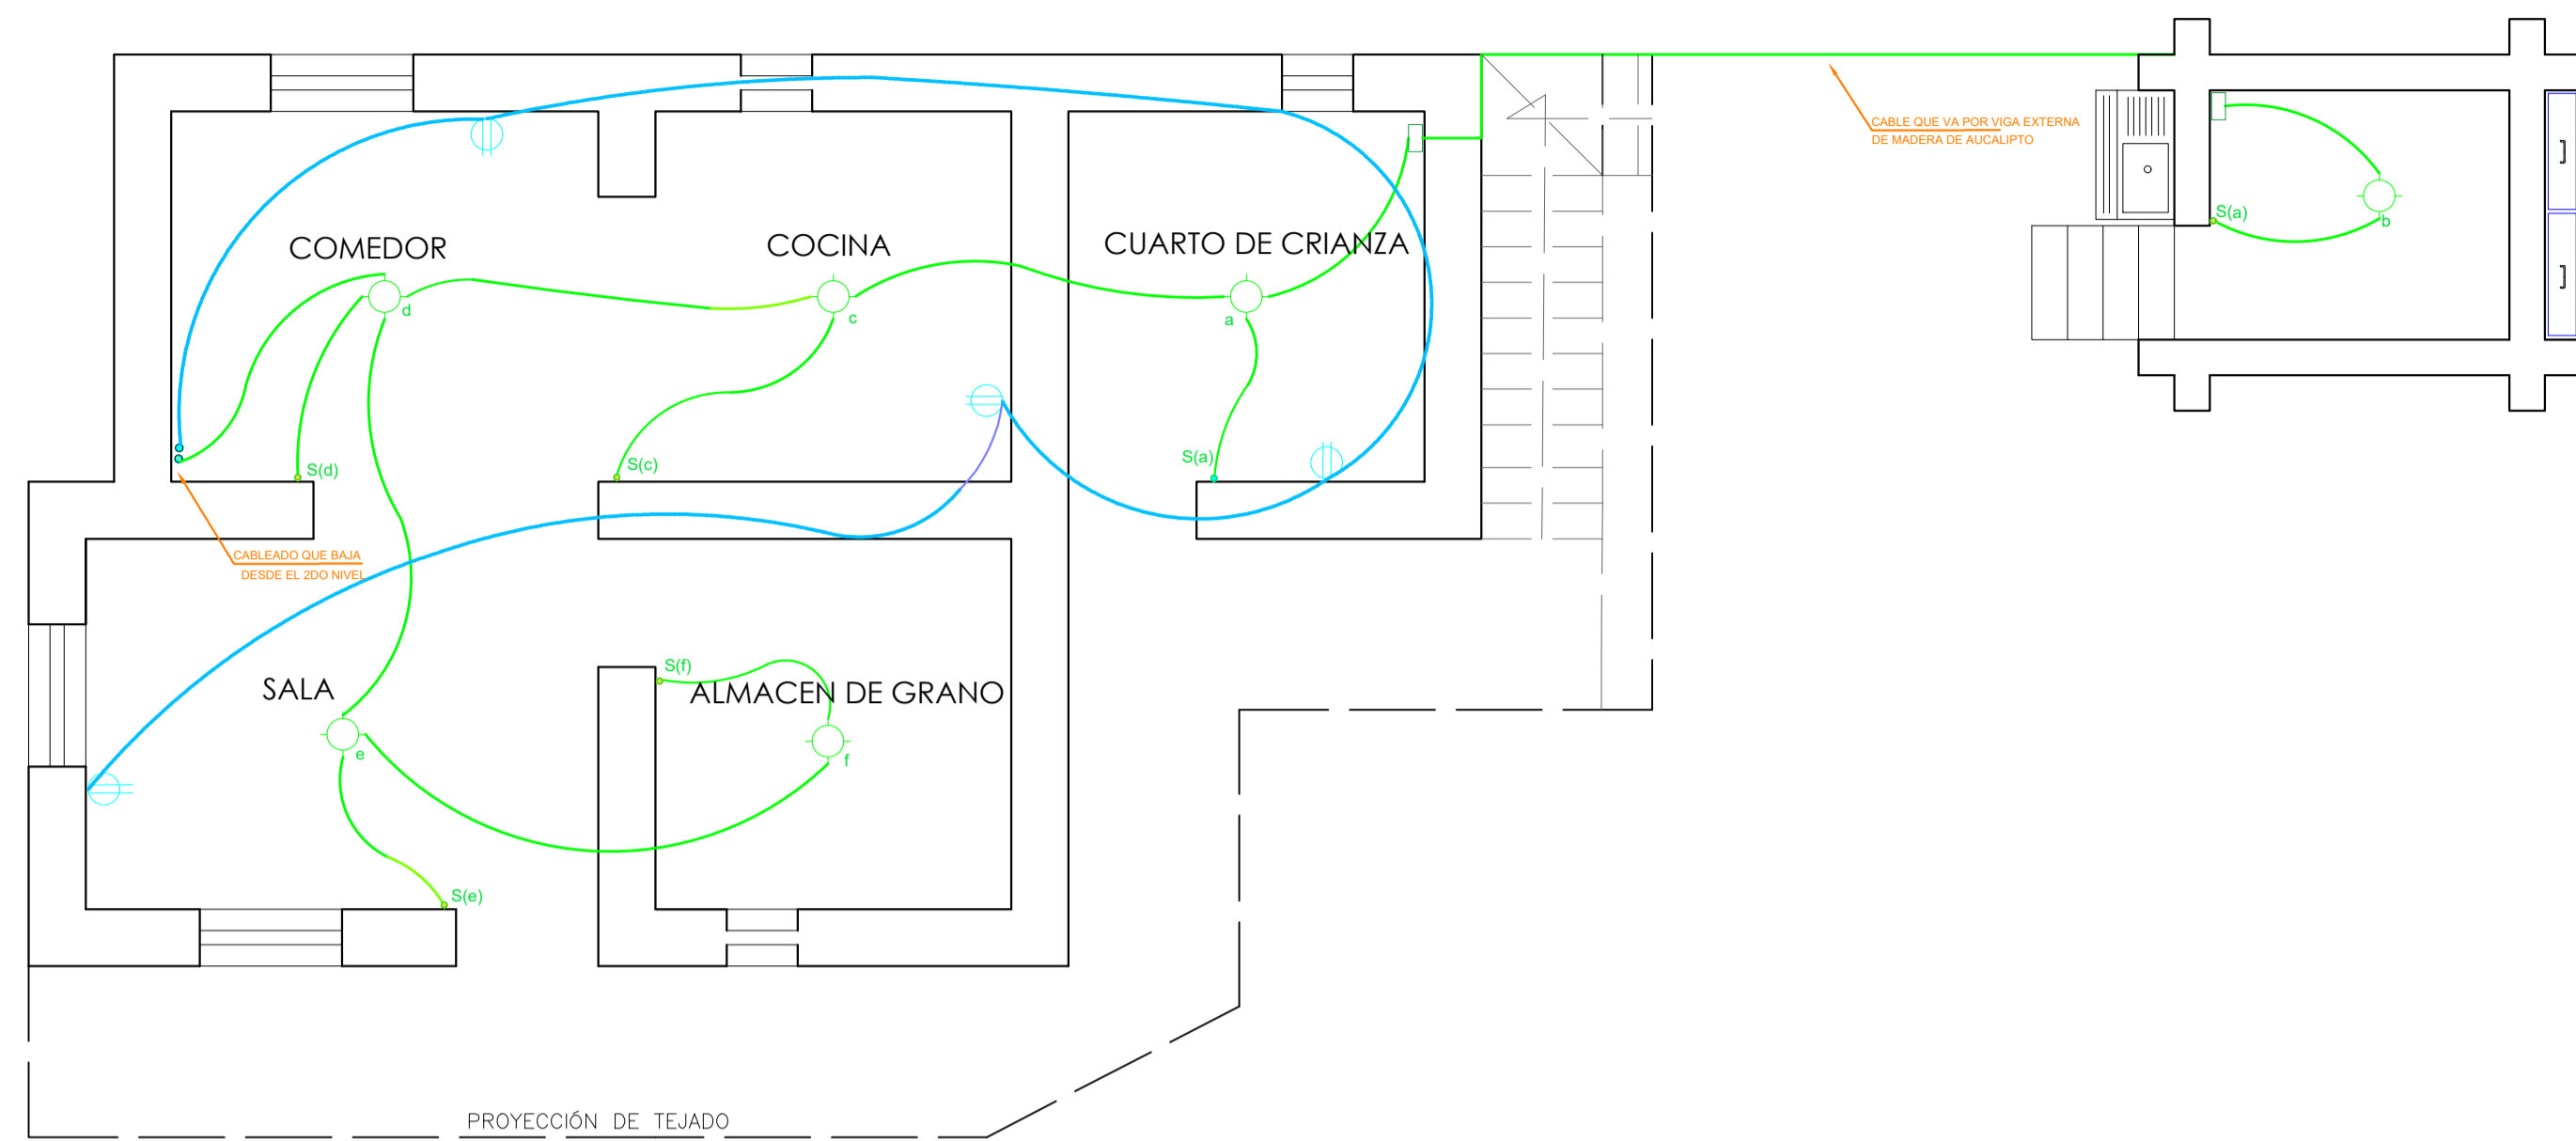 CABLE QUE VA POR VIGA EXTERNA
DE MADERA DE AUCALIPTO
S(a)
b
COMEDOR
COCINA
CUARTO DE CRIANZA
d
c
a
S(d)
S(c)
S(a)
CABLEADO QUE BAJA
DESDE EL 2DO NIVEL
SALA
S(f)
ALMACEN DE GRANO
e
f
S(e)
PROYECCIÓN DE TEJADO